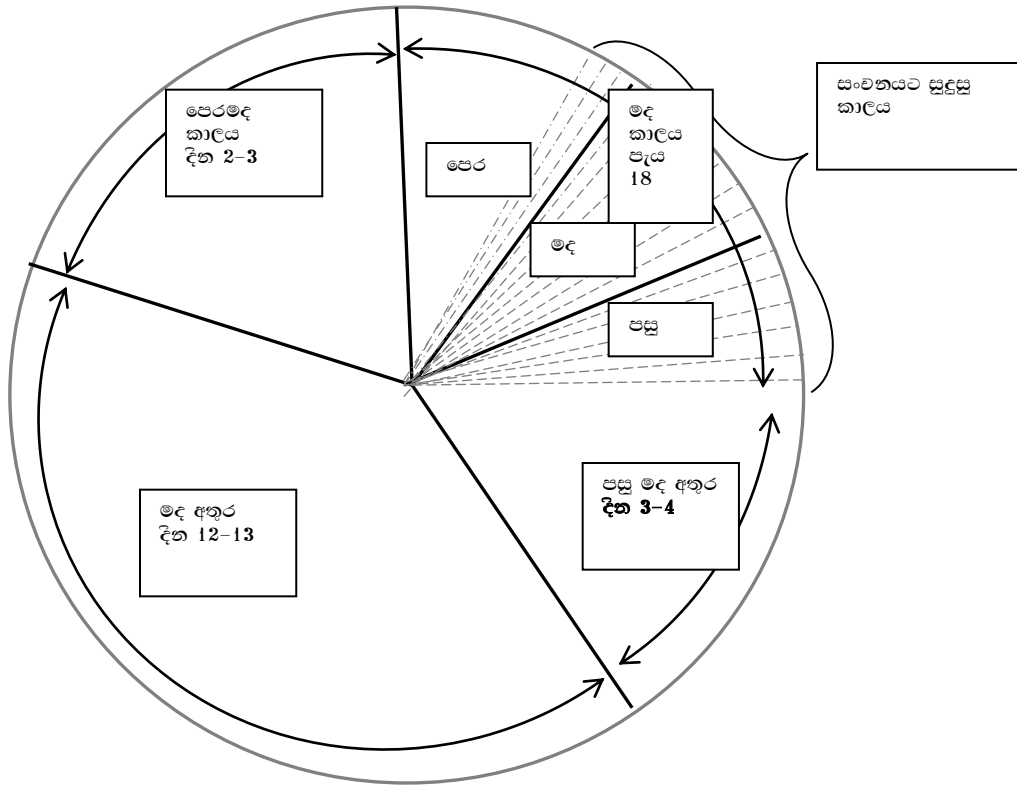 පෙරමද
කාලය
දින 2-3
පෙර
මද
කාලය
පැය
18
සංචනයට සුදුසු
කාලය
මද
පසු
පසු මද අතුර
දින 3-4
මද අතුර
දින 12-13